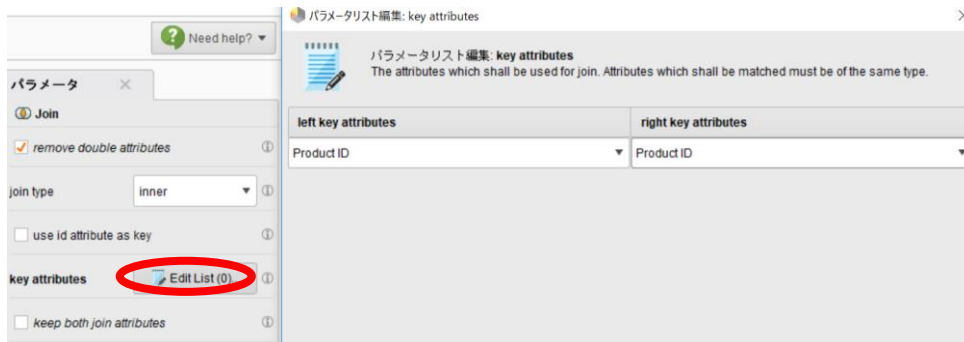 Need help?
パラメータ
Join
remove double attributes
join type
inner
use id attribute as key
key attributes
Edit List (0)...
keep both join attributes
パラメータリスト編集: key attributes
パラメータリスト編集: key attributes
The attributes which shall be used for join. Attributes which shall be matched must be of the same type.
left key attributes
right key attributes
Product ID
Product ID